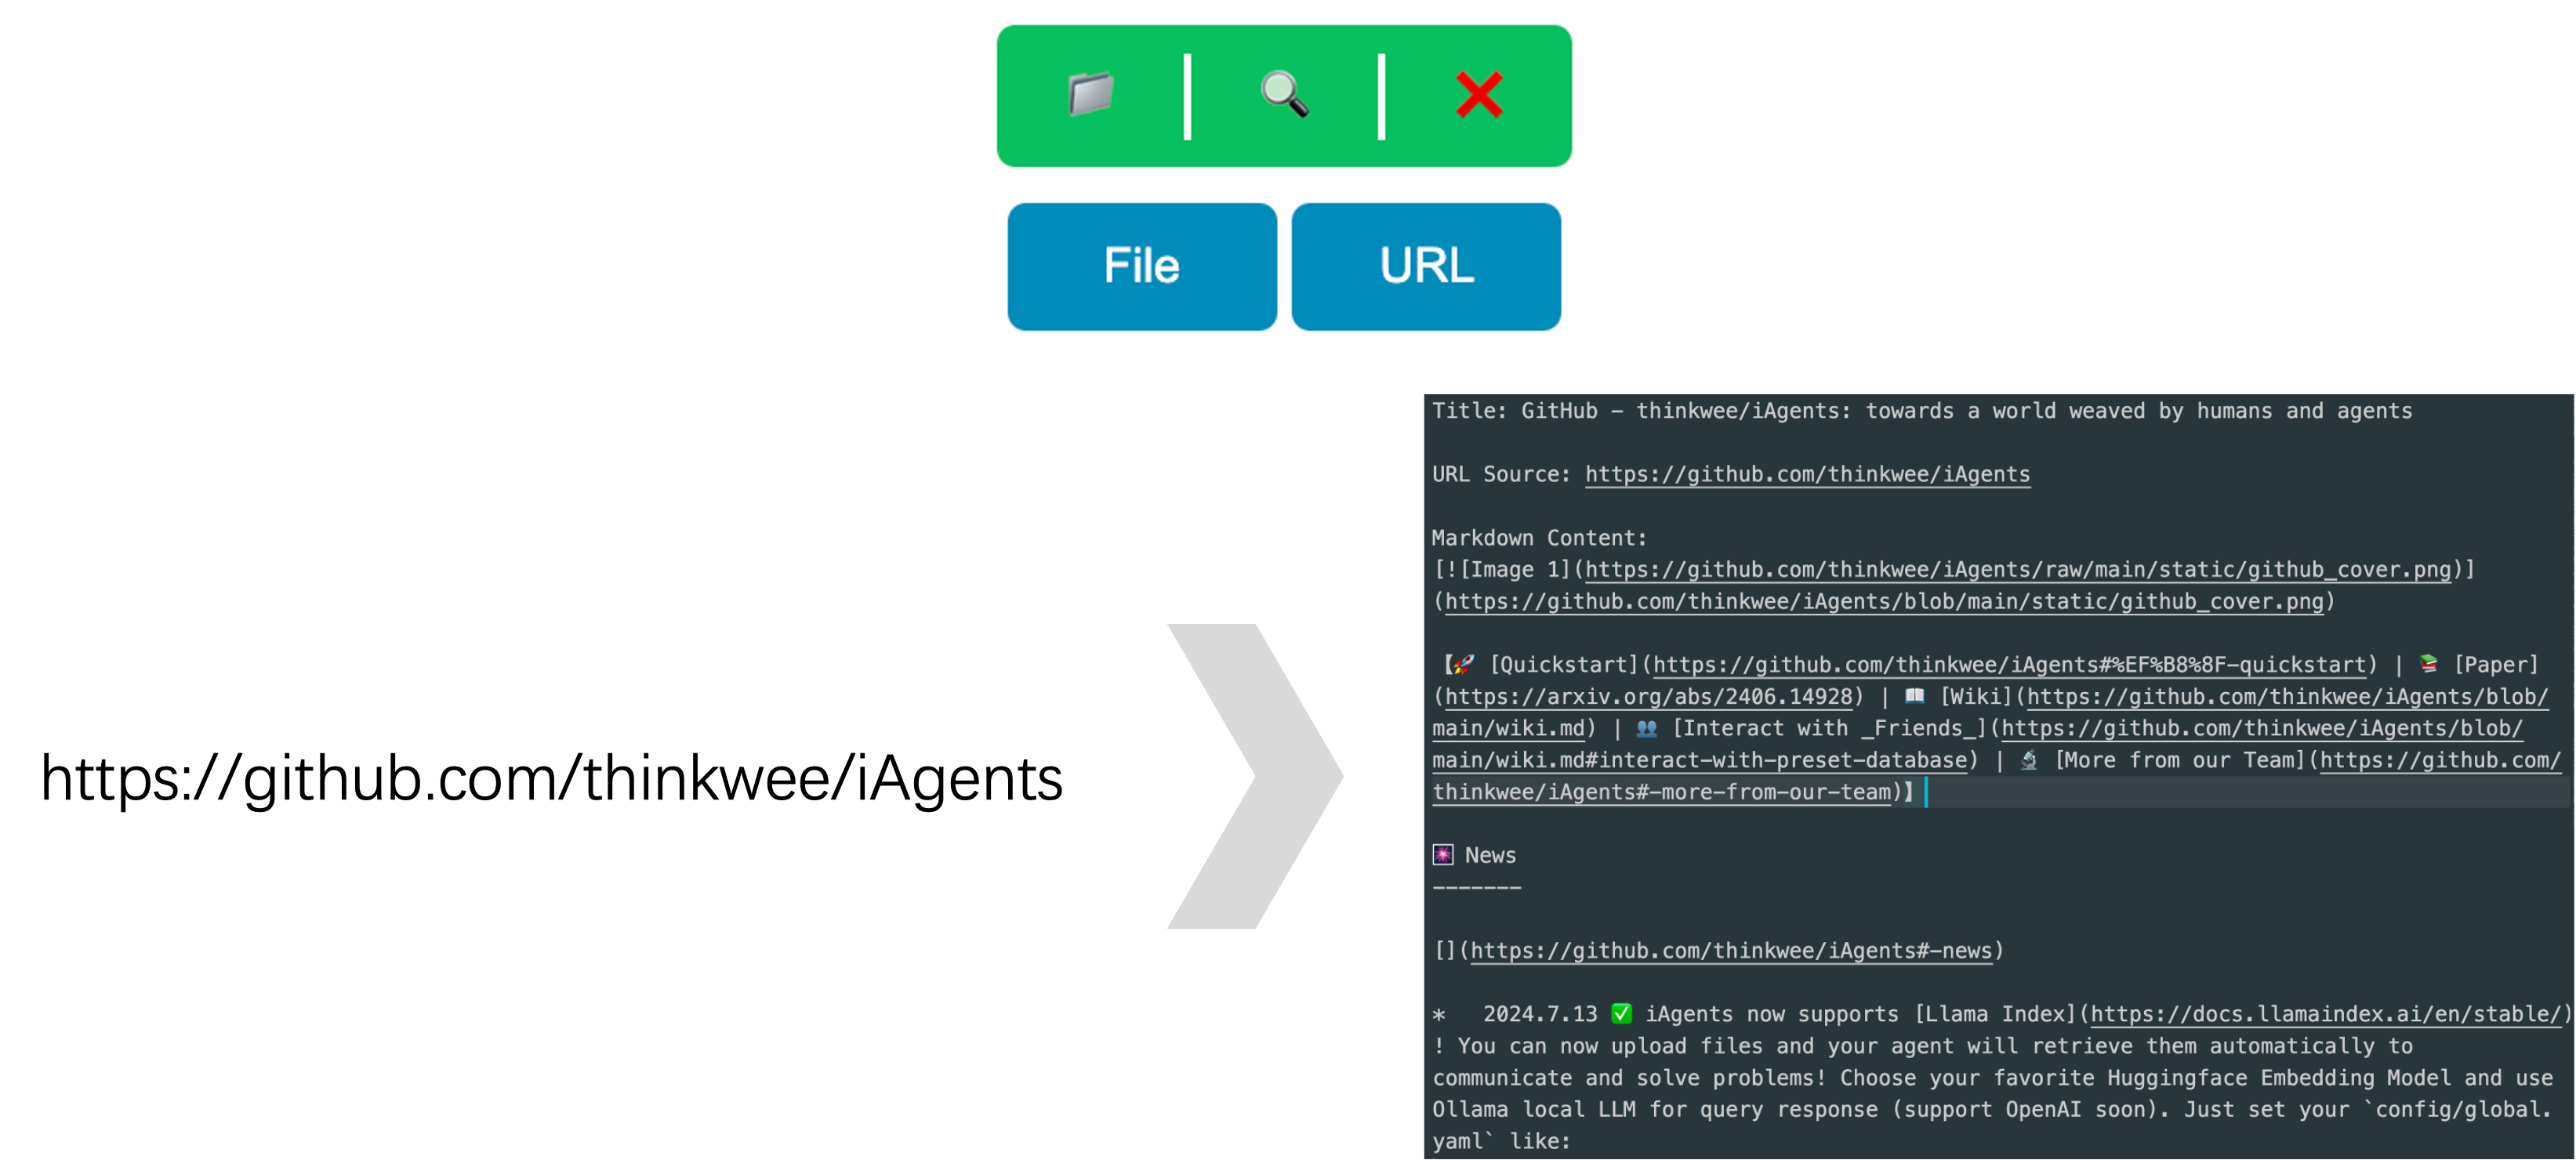 File
URL
https://github.com/thinkwee/iAgents
Title: GitHub - thinkwee/iAgents: towards a world weaved by humans and agents
URL Source: https://github.com/thinkwee/iAgents
Markdown Content:
[![Image 1](https://github.com/thinkwee/iAgents/raw/main/static/github_cover.png)]
(https://github.com/thinkwee/iAgents/blob/main/static/github_cover.png)
【🚀 [Quickstart](https://github.com/thinkwee/iAgents#%EF%B8%8F-quickstart) | 📚 [Paper]
(https://arxiv.org/abs/2406.14928) | 📖 [Wiki](https://github.com/thinkwee/iAgents/blob/
main/wiki.md) | 👥 [Interact with _Friends_](https://github.com/thinkwee/iAgents/blob/
main/wiki.md#interact-with-preset-database) | 🔬 [More from our Team](https://github.com/
thinkwee/iAgents#-more-from-our-team)】
🎆 News
-------
[](https://github.com/thinkwee/iAgents#-news)
*   2024.7.13 ✅ iAgents now supports [Llama Index](https://docs.llamaindex.ai/en/stable/)
! You can now upload files and your agent will retrieve them automatically to
communicate and solve problems! Choose your favorite Huggingface Embedding Model and use
Ollama local LLM for query response (support OpenAI soon). Just set your `config/global.
yaml` like: